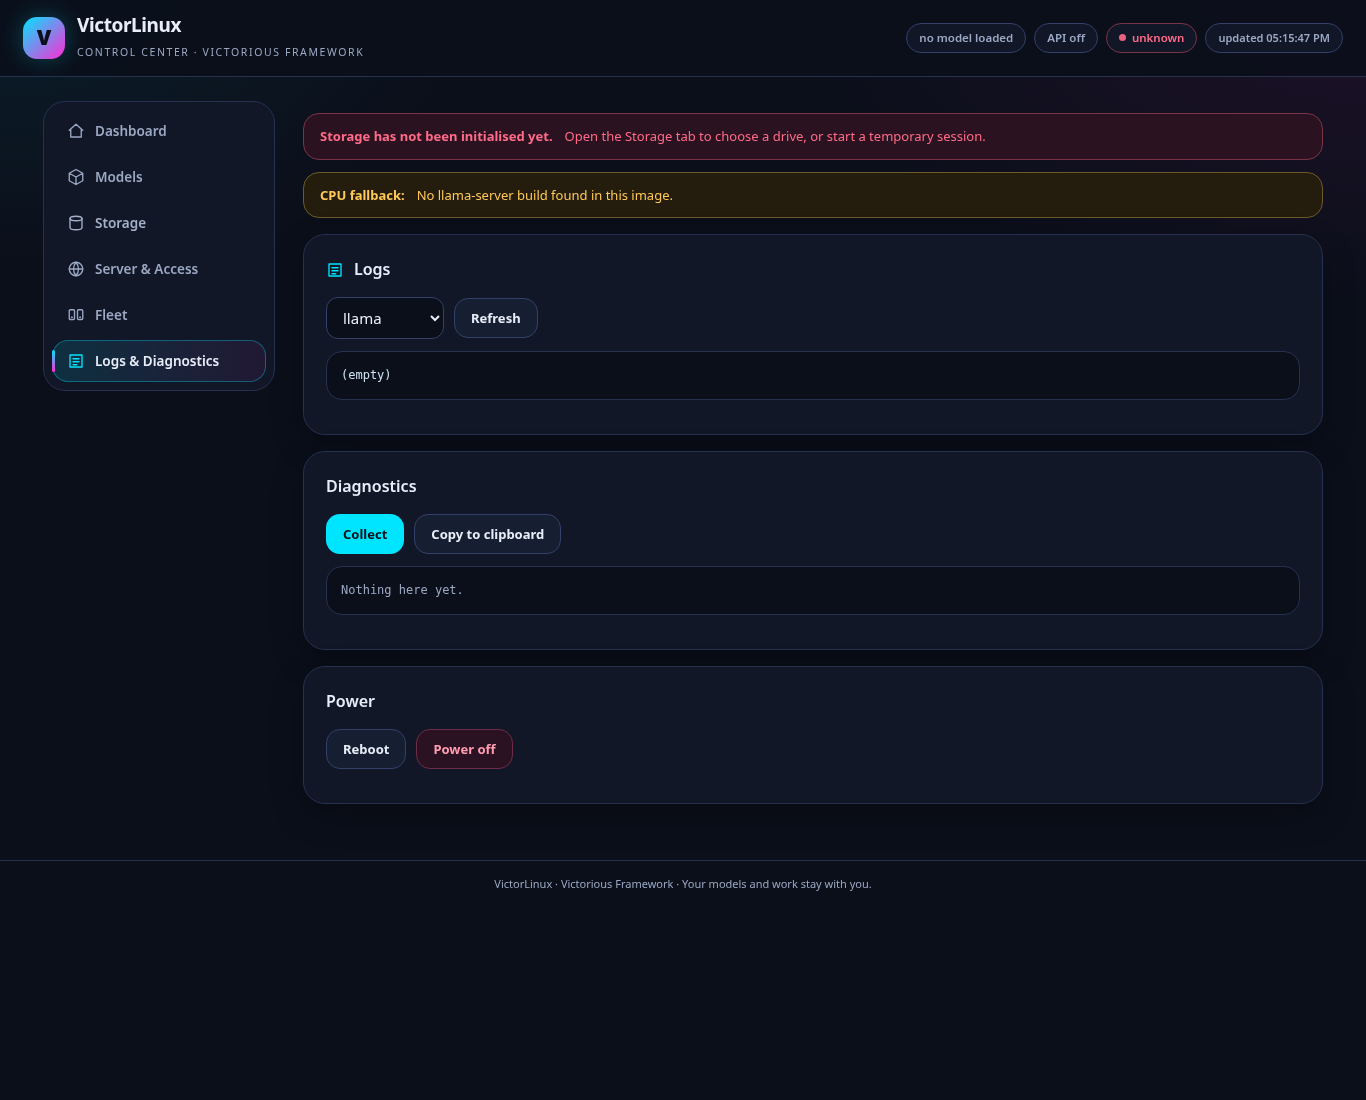 V
VictorLinux
CONTROL CENTER · VICTORIOUS FRAMEWORK
no model loaded
API off
unknown
updated 05:15:47 PM
Dashboard
Models
Storage
Server & Access
Fleet
Logs & Diagnostics
Storage has not been initialised yet. Open the Storage tab to choose a drive, or start a temporary session.
CPU fallback: No llama-server build found in this image.
Logs
llama
Refresh
(empty)
Diagnostics
Collect
Copy to clipboard
Nothing here yet.
Power
Reboot
Power off
VictorLinux · Victorious Framework · Your models and work stay with you.